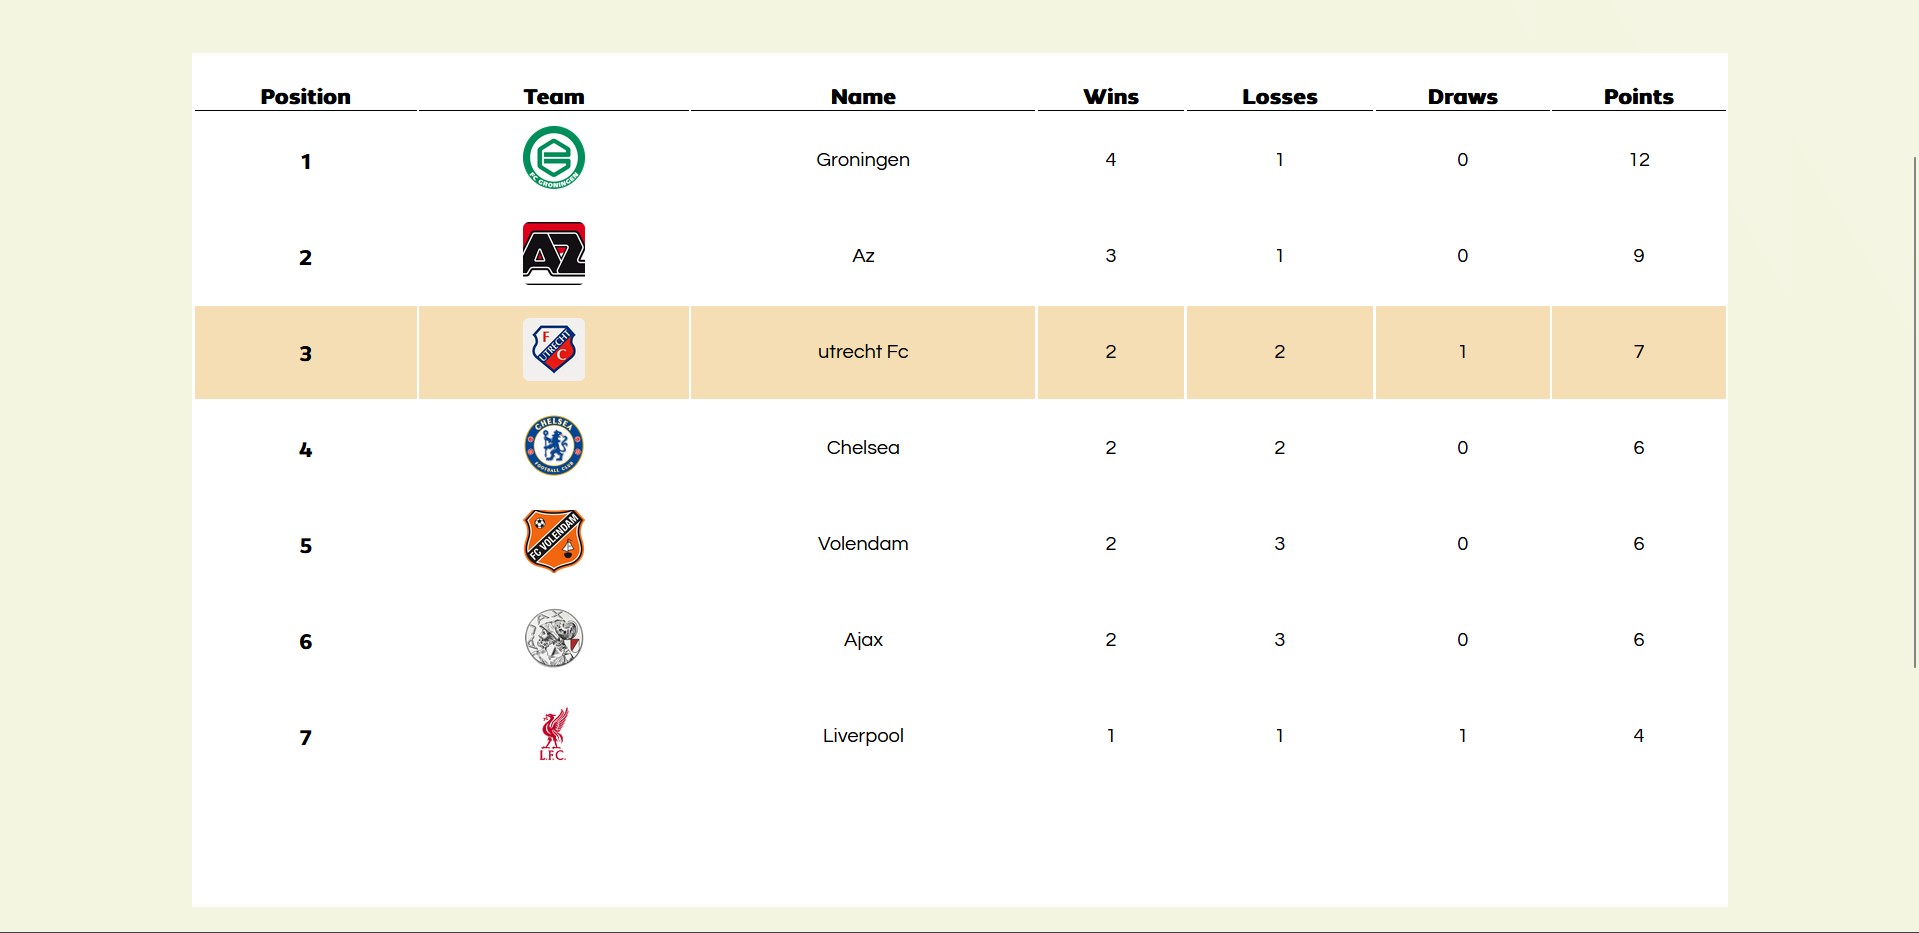 Position Team Name Wins Losses Draws Points
1 FC GRONINGEN Groningen 4 1 0 12
2 AZ Az 3 1 0 9
3 F UTRECHT C utrecht Fc 2 2 1 7
4 CHELSEA FOOTBALL CLUB Chelsea 2 2 0 6
5 FC VOLENDAM Volendam 2 3 0 6
6 AJAX Ajax 2 3 0 6
7 L.F.C. Liverpool 1 1 1 4